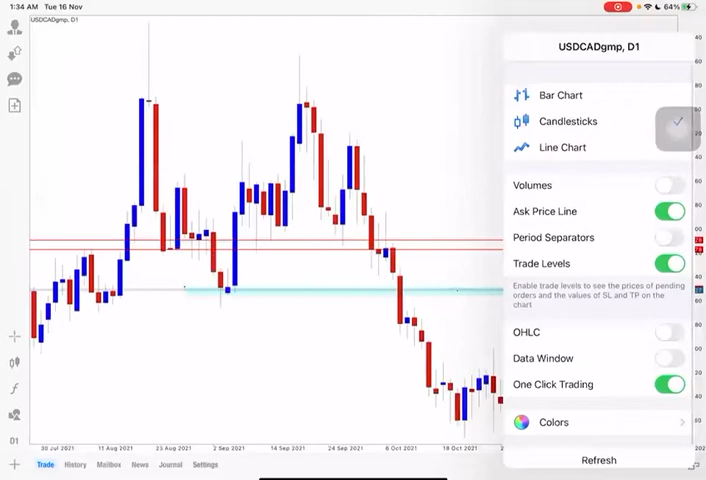 1:34 AM Tue 16 Nov
64%
USDCADgmp, D1
USDCADgmp, D1
Bar Chart
Candlesticks
Line Chart
Volumes
Ask Price Line
Period Separators
Trade Levels
Enable trade levels to see the prices of pending
orders and the values of SL and TP on the
chart
OHLC
Data Window
One Click Trading
Colors
Refresh
D1
30 Jul 2021 11 Aug 2021 23 Aug 2021 2 Sep 2021 14 Sep 2021 24 Sep 2021 6 Oct 2021 18 Oct 2021
Trade History Mailbox News Journal Settings